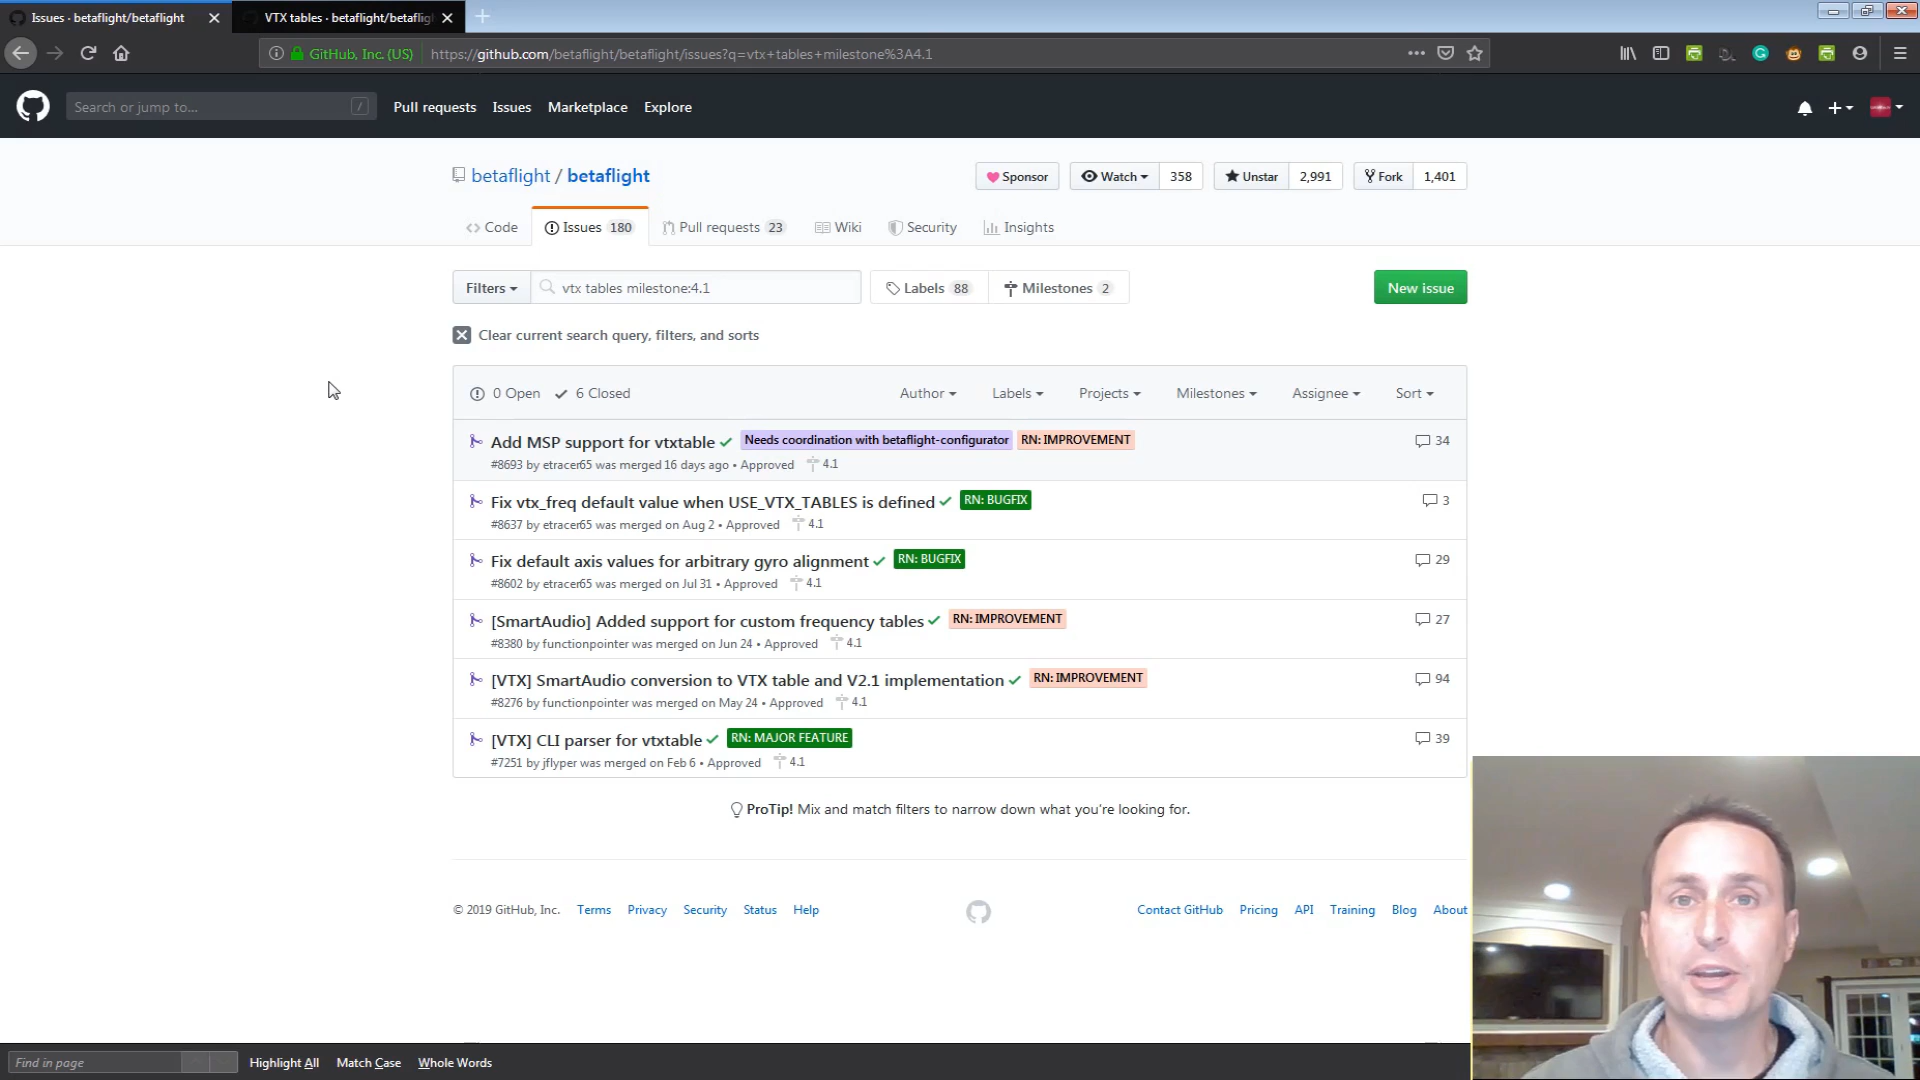 Issues · betaflight/betaflight
VTX tables · betaflight/betaflig
GitHub, Inc. (US)
https://github.com/betaflight/betaflight/issues?q=vtx+tables+milestone%3A4.1
Search or jump to...
/
Pull requests
Issues
Marketplace
Explore
betaflight / betaflight
Sponsor
Watch
358
Unstar
2,991
Fork
1,401
Code
Issues 180
Pull requests 23
Wiki
Security
Insights
Filters
vtx tables milestone:4.1
Labels 88
Milestones 2
New issue
Clear current search query, filters, and sorts
0 Open
6 Closed
Author
Labels
Projects
Milestones
Assignee
Sort
Add MSP support for vtxtable
Needs coordination with betaflight-configurator
RN: IMPROVEMENT
34
#8693 by etracer65 was merged 16 days ago • Approved 4.1
Fix vtx_freq default value when USE_VTX_TABLES is defined
RN: BUGFIX
3
#8637 by etracer65 was merged on Aug 2 • Approved 4.1
Fix default axis values for arbitrary gyro alignment
RN: BUGFIX
29
#8602 by etracer65 was merged on Jul 31 • Approved 4.1
[SmartAudio] Added support for custom frequency tables
RN: IMPROVEMENT
27
#8380 by functionpointer was merged on Jun 24 • Approved 4.1
[VTX] SmartAudio conversion to VTX table and V2.1 implementation
RN: IMPROVEMENT
94
#8276 by functionpointer was merged on May 24 • Approved 4.1
[VTX] CLI parser for vtxtable
RN: MAJOR FEATURE
39
#7251 by jflyper was merged on Feb 6 • Approved 4.1
ProTip! Mix and match filters to narrow down what you're looking for.
© 2019 GitHub, Inc.
Terms
Privacy
Security
Status
Help
Contact GitHub
Pricing
API
Training
Blog
About
Find in page
Highlight All
Match Case
Whole Words